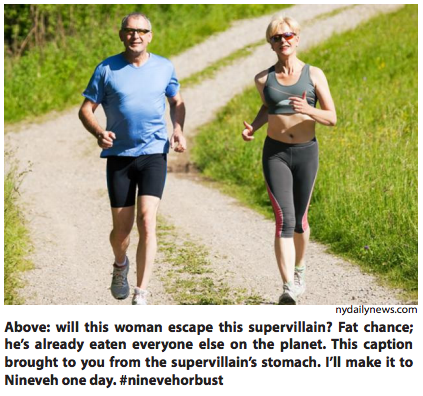 nydailynews.com
Above: will this woman escape this supervillain? Fat chance;
he's already eaten everyone else on the planet. This caption
brought to you from the supervillain's stomach. I'll make it to
Nineveh one day. #ninevehorbust